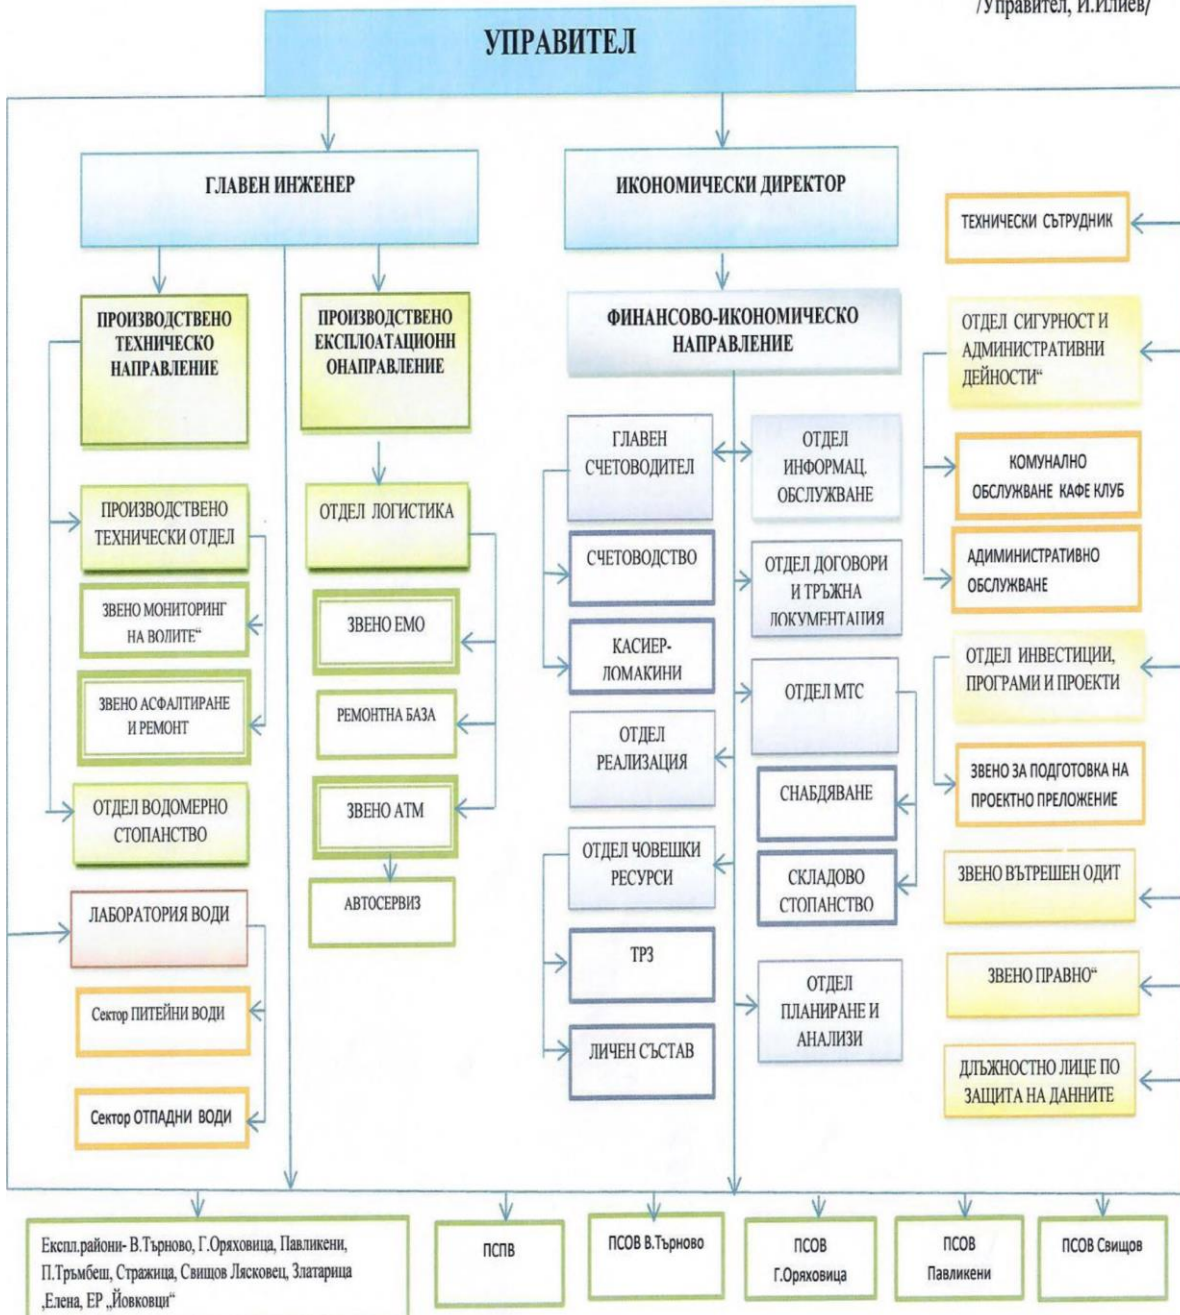 /Управител, И.Илиев/
УПРАВИТЕЛ
ГЛАВЕН ИНЖЕНЕР
ИКОНОМИЧЕСКИ ДИРЕКТОР
ПРОИЗВОДСТВЕНО
ТЕХНИЧЕСКО
НАПРАВЛЕНИЕ
ПРОИЗВОДСТВЕНО
ЕКСПЛОАТАЦИОНН
ОНАПРАВЛЕНИЕ
ФИНАНСОВО-ИКОНОМИЧЕСКО
НАПРАВЛЕНИЕ
ПРОИЗВОДСТВЕНО
ТЕХНИЧЕСКИ ОТДЕЛ
ЗВЕНО МОНИТОРИНГ
НА ВОДИТЕ“
ЗВЕНО АСФАЛТИРАНЕ
И РЕМОНТ
ОТДЕЛ ВОДОМЕРНО
СТОПАНСТВО
ЛАБОРАТОРИЯ ВОДИ
Сектор ПИТЕЙНИ ВОДИ
Сектор ОТПАДНИ ВОДИ
ОТДЕЛ ЛОГИСТИКА
ЗВЕНО ЕМО
РЕМОНТНА БАЗА
ЗВЕНО АТМ
АВТОСЕРВИЗ
ГЛАВЕН
СЧЕТОВОДИТЕЛ
СЧЕТОВОДСТВО
КАСИЕР-
ДОМАКИНИ
ОТДЕЛ
РЕАЛИЗАЦИЯ
ОТДЕЛ ЧОВЕШКИ
РЕСУРСИ
ТРЗ
ЛИЧЕН СЪСТАВ
ОТДЕЛ
ИНФОРМАЦ.
ОБСЛУЖВАНЕ
ОТДЕЛ ДОГОВОРИ
И ТРЪЖНА
ДОКУМЕНТАЦИЯ
ОТДЕЛ МТС
СНАБДЯВАНЕ
СКЛАДОВО
СТОПАНСТВО
ОТДЕЛ
ПЛАНИРАНЕ И
АНАЛИЗИ
ТЕХНИЧЕСКИ СЪТРУДНИК
ОТДЕЛ СИГУРНОСТ И
АДМИНИСТРАТИВНИ
ДЕЙНОСТИ“
КОМУНАЛНО
ОБСЛУЖВАНЕ КАФЕ КЛУБ
АДИМИНИСТРАТИВНО
ОБСЛУЖВАНЕ
ОТДЕЛ ИНВЕСТИЦИИ,
ПРОГРАМИ И ПРОЕКТИ
ЗВЕНО ЗА ПОДГОТОВКА НА
ПРОЕКТНО ПРЕЛОЖЕНИЕ
ЗВЕНО ВЪТРЕШЕН ОДИТ
ЗВЕНО ПРАВНО“
ДЛЪЖНОСТНО ЛИЦЕ ПО
ЗАЩИТА НА ДАННИТЕ
Експл.райони- В.Търново, Г.Оряховица, Павликени,
П.Тръмбеш, Стражица, Свищов Лясковец, Златарица
,Елена, ЕР „Йовковци“
ПСПВ
ПСОВ В.Търново
ПСОВ
Г.Оряховица
ПСОВ
Павликени
ПСОВ Свищов